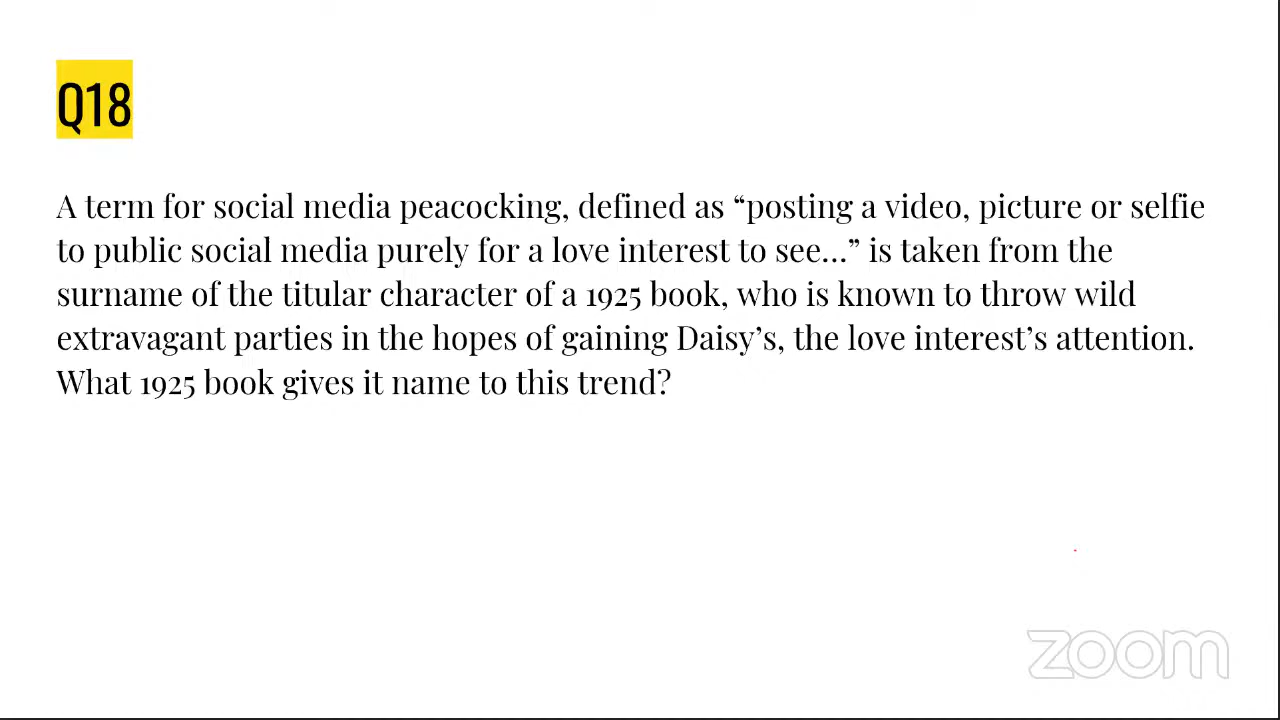 Q18
A term for social media peacocking, defined as “posting a video, picture or selfie
to public social media purely for a love interest to see...” is taken from the
surname of the titular character of a 1925 book, who is known to throw wild
extravagant parties in the hopes of gaining Daisy’s, the love interest’s attention.
What 1925 book gives it name to this trend?
zoom